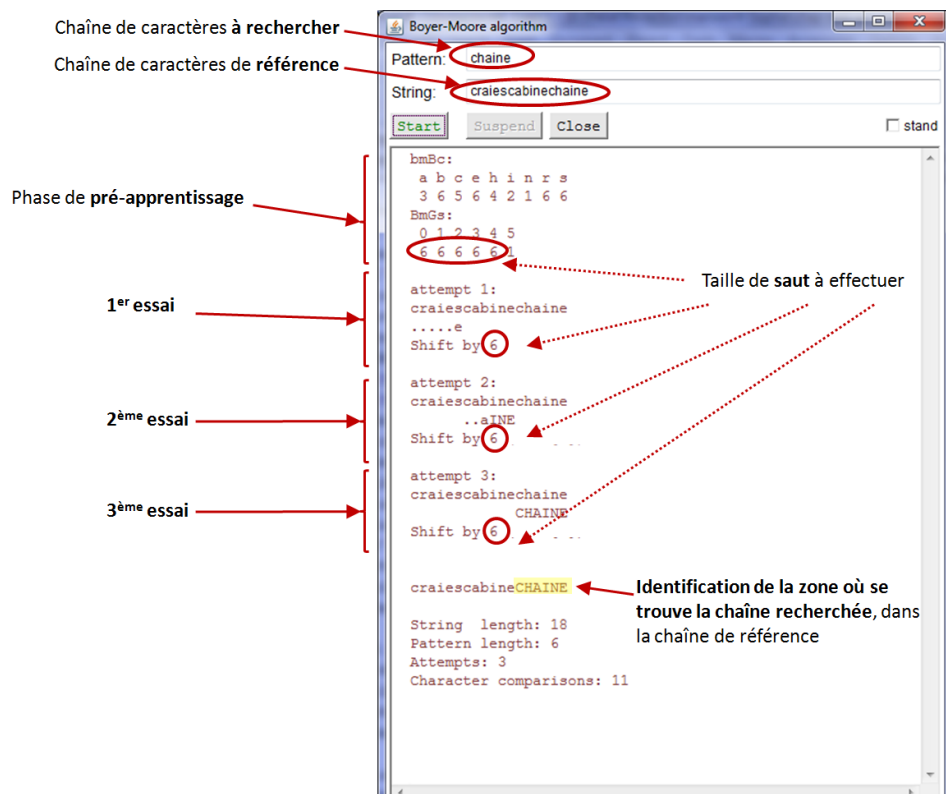 Boyer-Moore algorithm
Chaîne de caractères à rechercher
Pattern: chaine
Chaîne de caractères de référence
String: craiescabinechaine
Start Suspend Close stand
bmBc:
a b c e h i n r s
3 6 5 6 4 2 1 6 6
Phase de pré-apprentissage
BmGs:
0 1 2 3 4 5
6 6 6 6 6 1
Taille de saut à effectuer
1er essai
attempt 1:
craiescabinechaine
.....e
Shift by 6
2ème essai
attempt 2:
craiescabinechaine
..aINE
Shift by 6
3ème essai
attempt 3:
craiescabinechaine
CHAINE
Shift by 6
craiescabineCHAINE
Identification de la zone où se
trouve la chaîne recherchée, dans
la chaîne de référence
String length: 18
Pattern length: 6
Attempts: 3
Character comparisons: 11